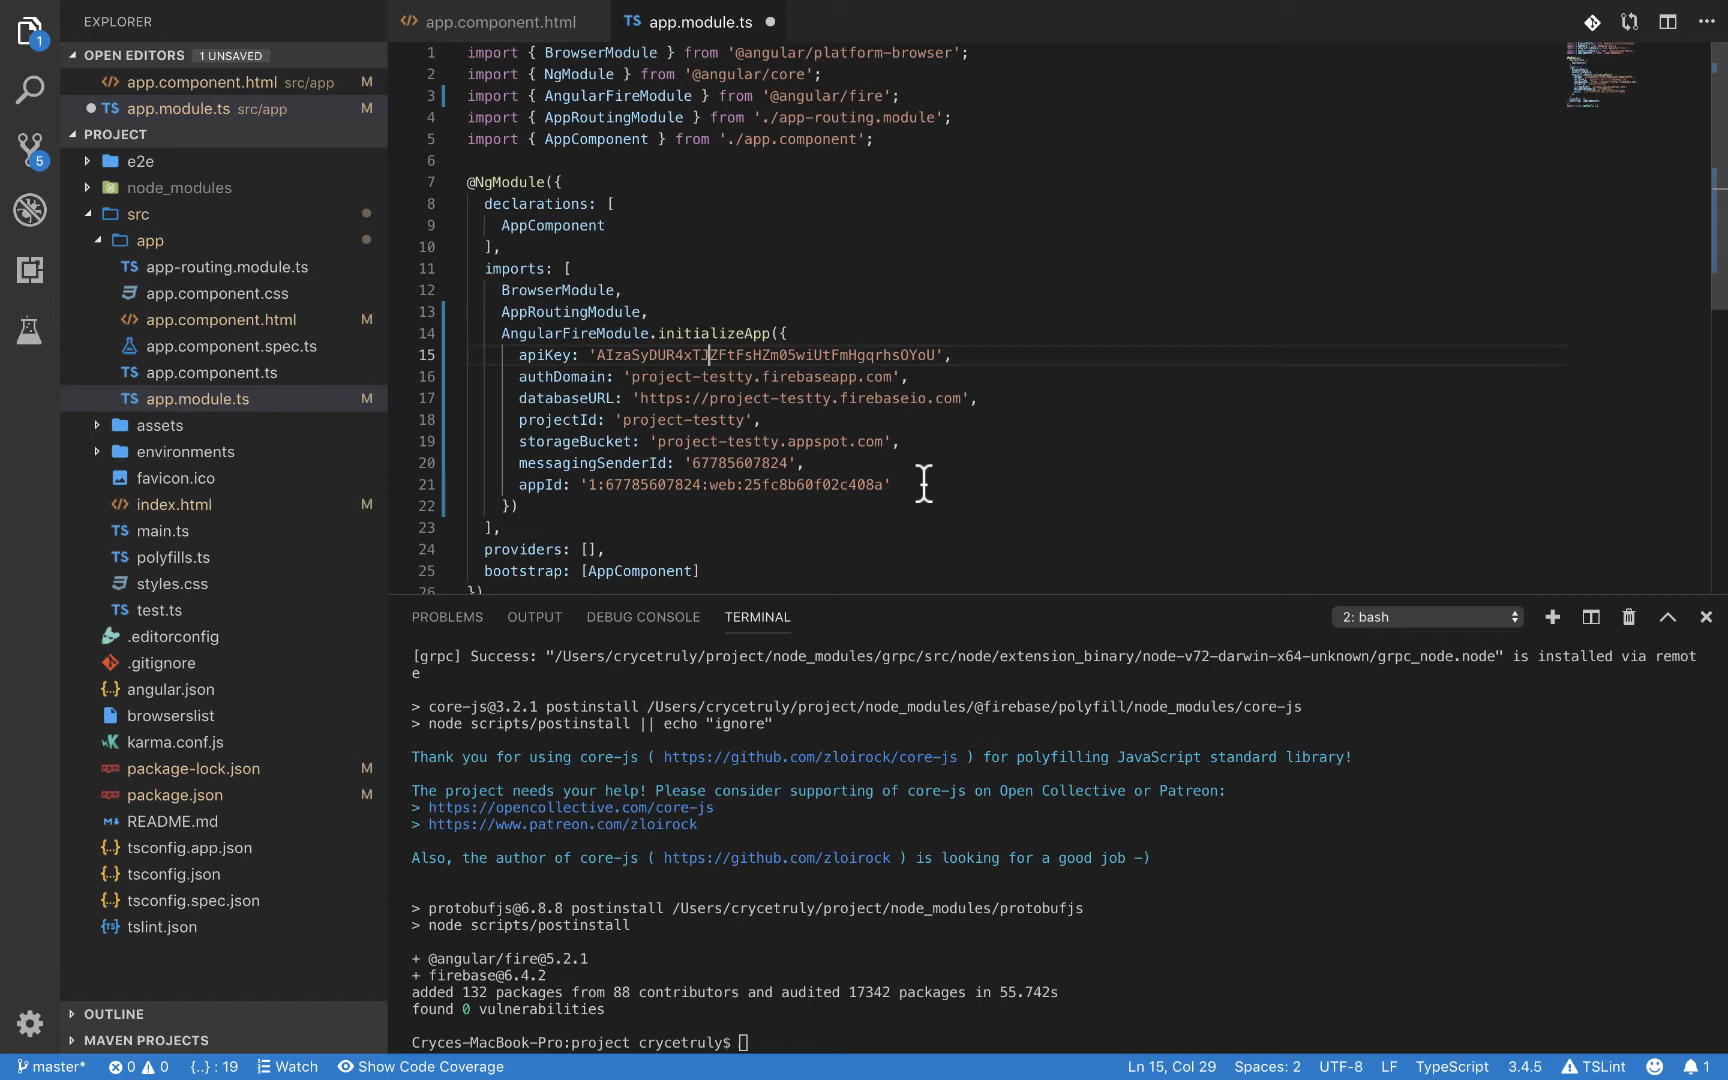 EXPLORER
OPEN EDITORS 1 UNSAVED
app.component.html src/app M
TS app.module.ts src/app M
PROJECT
e2e
node_modules
src
app
TS app-routing.module.ts
app.component.css
app.component.html M
app.component.spec.ts
TS app.component.ts
TS app.module.ts M
assets
environments
favicon.ico
index.html
TS main.ts
TS polyfills.ts
styles.css
TS test.ts
.editorconfig
.gitignore
angular.json
browserslist
karma.conf.js
package-lock.json M
package.json M
README.md
tsconfig.app.json
tsconfig.json
tsconfig.spec.json
tslint.json
OUTLINE
MAVEN PROJECTS
1
5
app.component.html
TS app.module.ts
1 import { BrowserModule } from '@angular/platform-browser';
2 import { NgModule } from '@angular/core';
3 import { AngularFireModule } from '@angular/fire';
4 import { AppRoutingModule } from './app-routing.module';
5 import { AppComponent } from './app.component';
6
7 @NgModule({
8 declarations: [
9 AppComponent
10 ],
11 imports: [
12 BrowserModule,
13 AppRoutingModule,
14 AngularFireModule.initializeApp({
15 apiKey: 'AIzaSyDUR4xTJZFtFsHZm05wiUtFmHgqrhsOYoU',
16 authDomain: 'project-testty.firebaseapp.com',
17 databaseURL: 'https://project-testty.firebaseio.com',
18 projectId: 'project-testty',
19 storageBucket: 'project-testty.appspot.com',
20 messagingSenderId: '67785607824',
21 appId: '1:67785607824:web:25fc8b60f02c408a'
22 })
23 ],
24 providers: [],
25 bootstrap: [AppComponent]
26 })
PROBLEMS OUTPUT DEBUG CONSOLE TERMINAL 2: bash
[grpc] Success: "/Users/crycetruly/project/node_modules/grpc/src/node/extension_binary/node-v72-darwin-x64-unknown/grpc_node.node" is installed via remot
e
> core-js@3.2.1 postinstall /Users/crycetruly/project/node_modules/@firebase/polyfill/node_modules/core-js
> node scripts/postinstall || echo "ignore"
Thank you for using core-js ( https://github.com/zloirock/core-js ) for polyfilling JavaScript standard library!
The project needs your help! Please consider supporting of core-js on Open Collective or Patreon:
> https://opencollective.com/core-js
> https://www.patreon.com/zloirock
Also, the author of core-js ( https://github.com/zloirock ) is looking for a good job -)
> protobufjs@6.8.8 postinstall /Users/crycetruly/project/node_modules/protobufjs
> node scripts/postinstall
+ @angular/fire@5.2.1
+ firebase@6.4.2
added 132 packages from 88 contributors and audited 17342 packages in 55.742s
found 0 vulnerabilities
Cryces-MacBook-Pro:project crycetruly$
master* 0 0 {..} : 19 Watch Show Code Coverage Ln 15, Col 29 Spaces: 2 UTF-8 LF TypeScript 3.4.5 TSLint 1